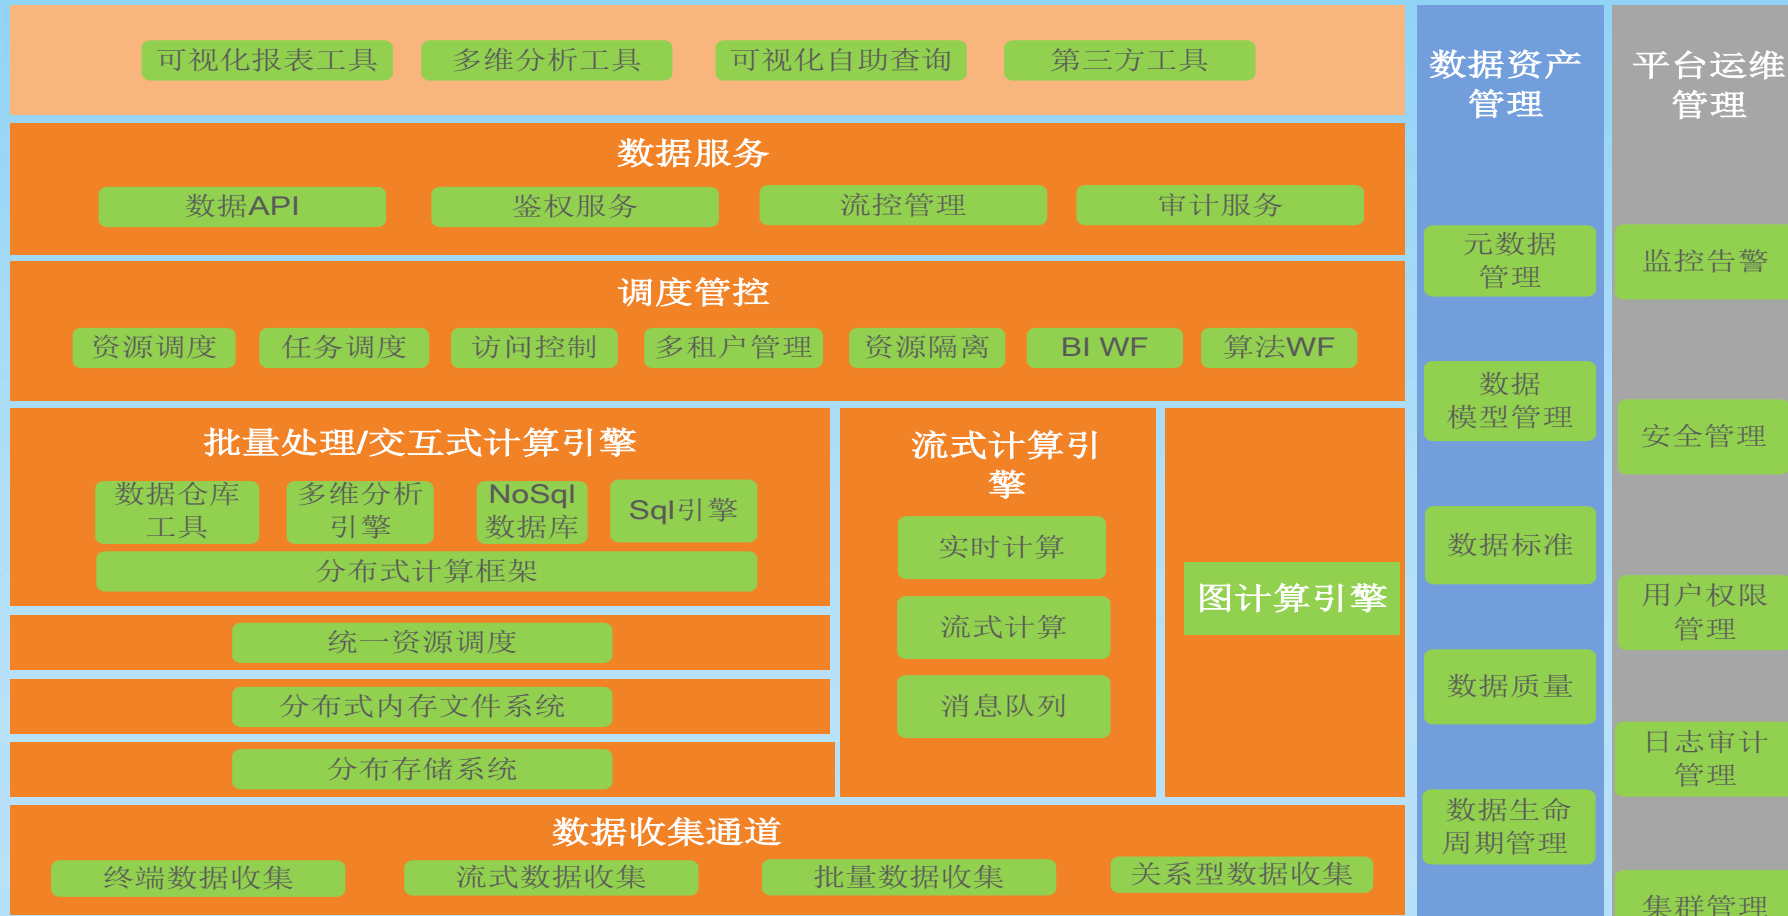 可视化报表工具
多维分析工具
可视化自助查询
第三方工具
数据服务
数据API
鉴权服务
流控管理
审计服务
调度管控
资源调度
任务调度
访问控制
多租户管理
资源隔离
BI WF
算法WF
批量处理/交互式计算引擎
数据仓库
工具
多维分析
引擎
NoSql
数据库
Sql引擎
分布式计算框架
统一资源调度
分布式内存文件系统
分布存储系统
流式计算引
擎
实时计算
流式计算
消息队列
图计算引擎
数据收集通道
终端数据收集
流式数据收集
批量数据收集
关系型数据收集
数据资产
管理
元数据
管理
数据
模型管理
数据标准
数据质量
数据生命
周期管理
平台运维
管理
监控告警
安全管理
用户权限
管理
日志审计
管理
集群管理